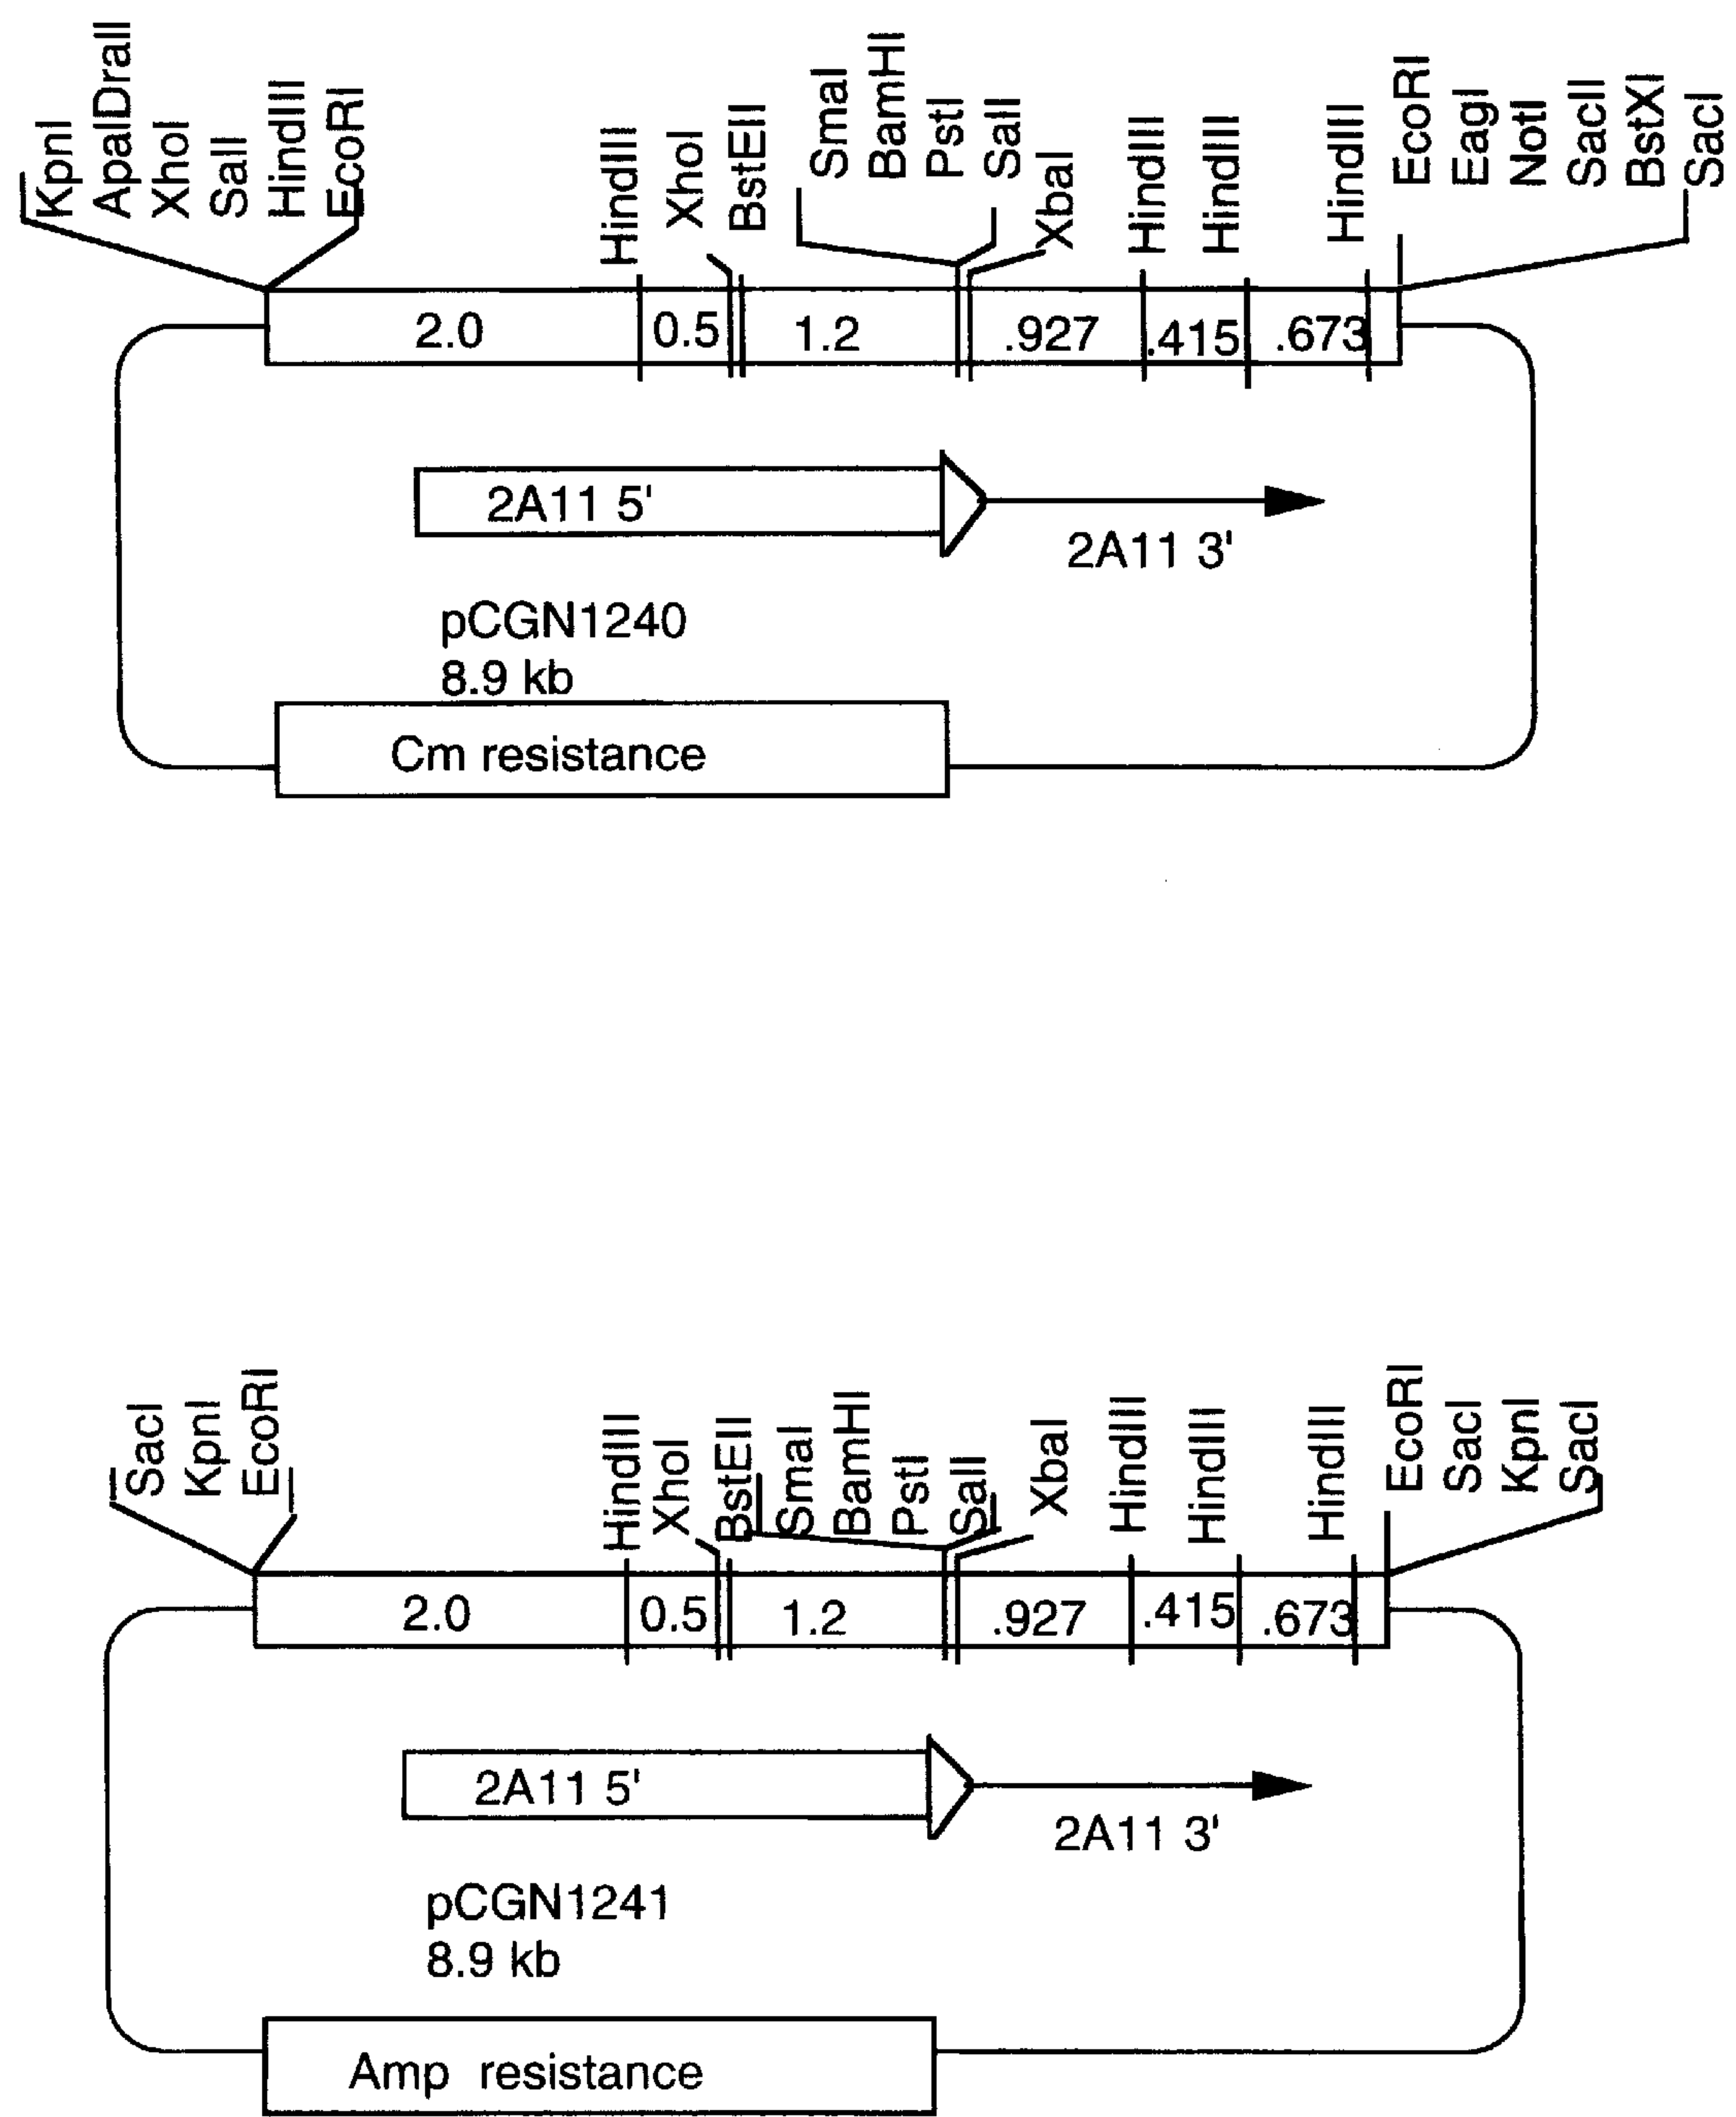 KpnI
ApaIDraII
XhoI
SalI
HindIII
EcoRI
HindIII
XhoI
BstEII
SmaI
BamHI
PstI
SalI
XbaI
HindIII
HindIII
HindIII
EcoRI
EagI
NotI
SacII
BstXI
SacI
2.0
0.5
1.2
.927
.415
.673
2A11 5'
2A11 3'
pCGN1240
8.9 kb
Cm resistance
SacI
KpnI
EcoRI
HindIII
XhoI
BstEII
SmaI
BamHI
PstI
SalI
XbaI
HindIII
HindIII
HindIII
EcoRI
SacI
KpnI
SacI
2.0
0.5
1.2
.927
.415
.673
2A11 5'
2A11 3'
pCGN1241
8.9 kb
Amp resistance